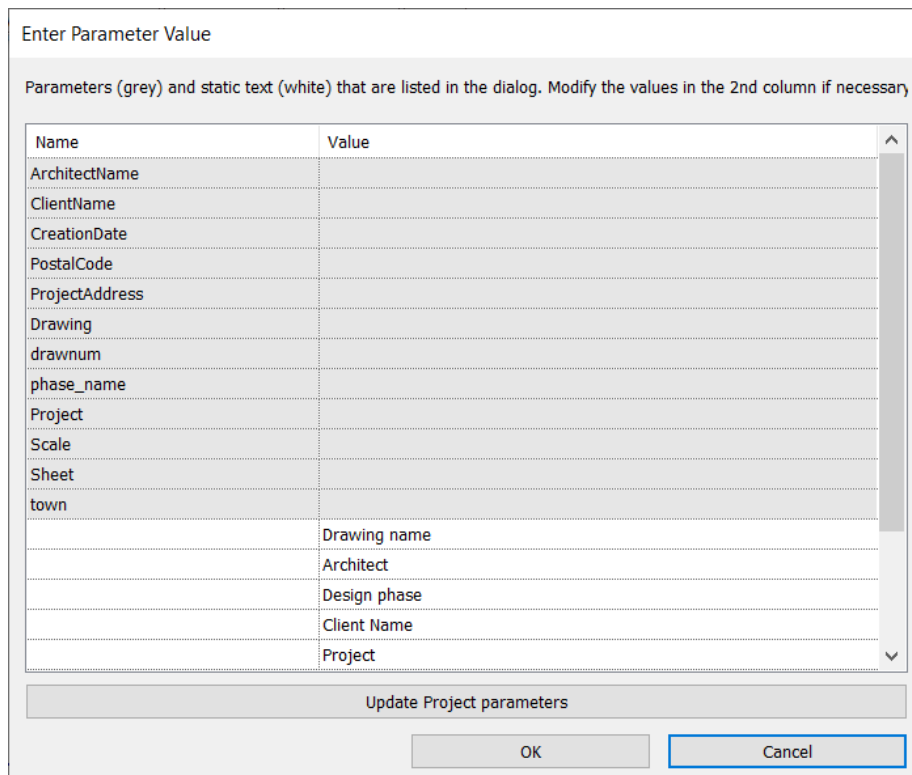 Enter Parameter Value
Parameters (grey) and static text (white) that are listed in the dialog. Modify the values in the 2nd column if necessary
Name Value
ArchitectName
ClientName
CreationDate
PostalCode
ProjectAddress
Drawing
drawnum
phase_name
Project
Scale
Sheet
town
Drawing name
Architect
Design phase
Client Name
Project
Update Project parameters
OK Cancel